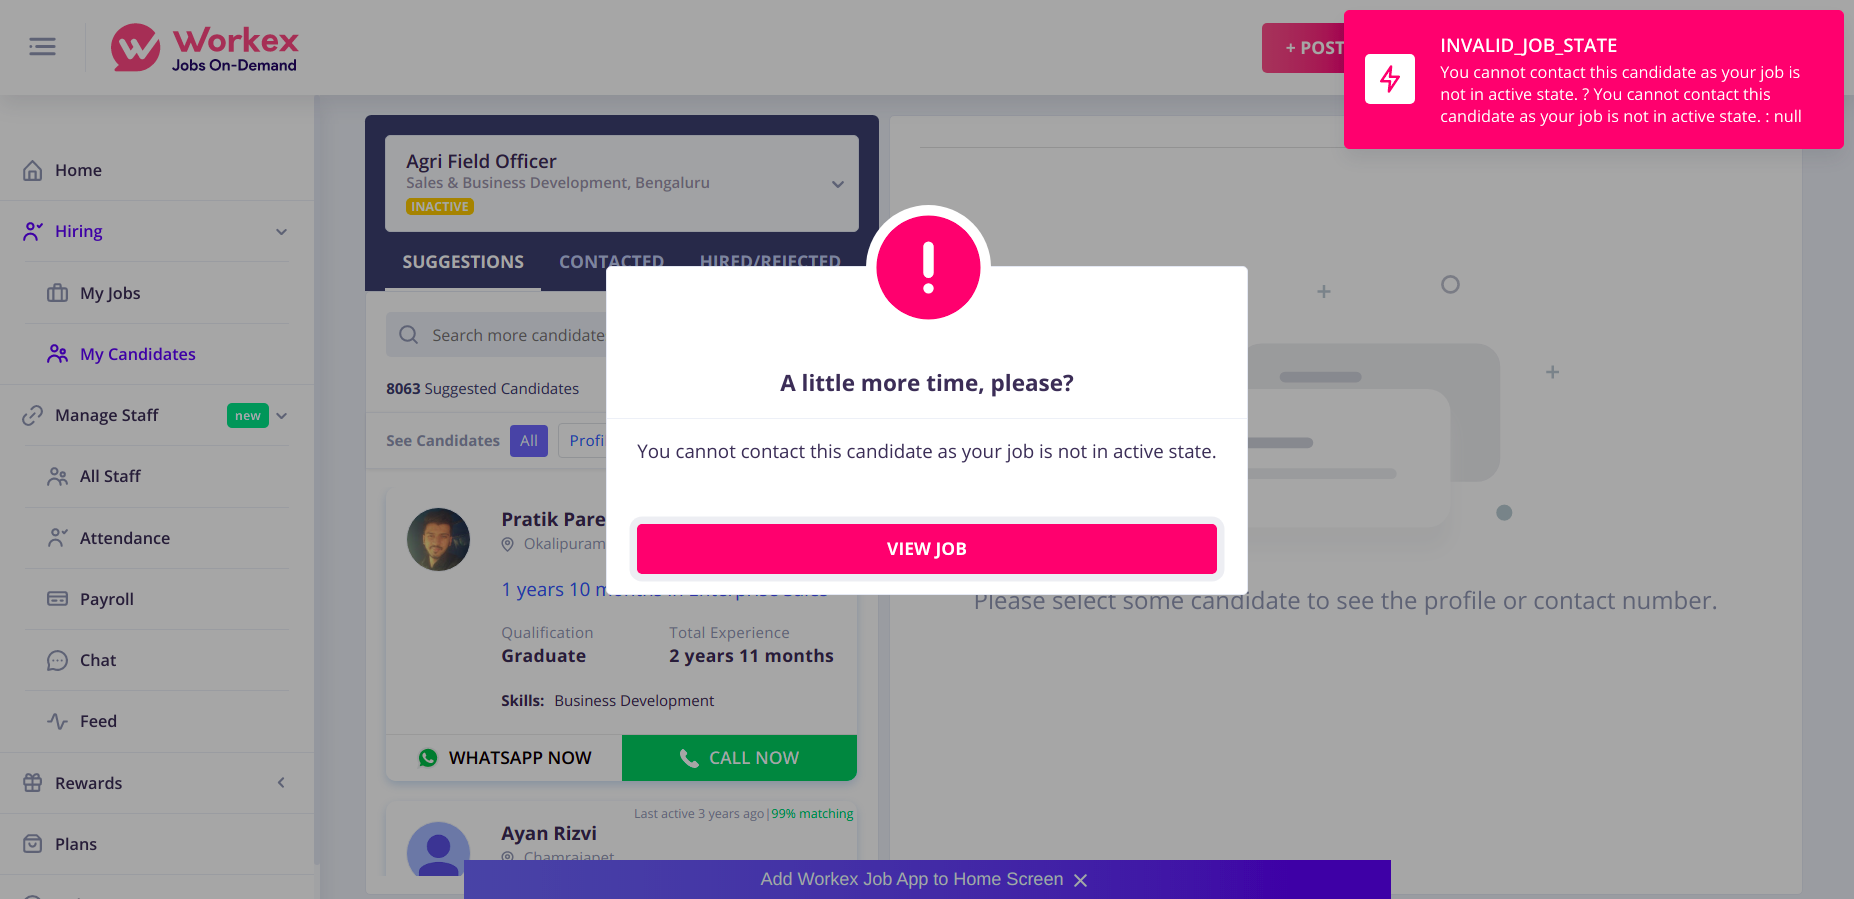 Workex
Jobs On-Demand
+ POST
INVALID_JOB_STATE
You cannot contact this candidate as your job is
not in active state. ? You cannot contact this
candidate as your job is not in active state. : null
Home
Hiring
My Jobs
My Candidates
Manage Staff new
All Staff
Attendance
Payroll
Chat
Feed
Rewards
Plans
Agri Field Officer
Sales & Business Development, Bengaluru
INACTIVE
SUGGESTIONS CONTACTED HIRED/REJECTED
Search more candidate
8063 Suggested Candidates
See Candidates All Profi
Pratik Pare
Okalipuram
1 years 10 months in Enterprise Sales
Qualification Total Experience
Graduate 2 years 11 months
Skills: Business Development
WHATSAPP NOW CALL NOW
Last active 3 years ago|99% matching
Ayan Rizvi
Chamrajapet
A little more time, please?
You cannot contact this candidate as your job is not in active state.
VIEW JOB
Please select some candidate to see the profile or contact number.
Add Workex Job App to Home Screen